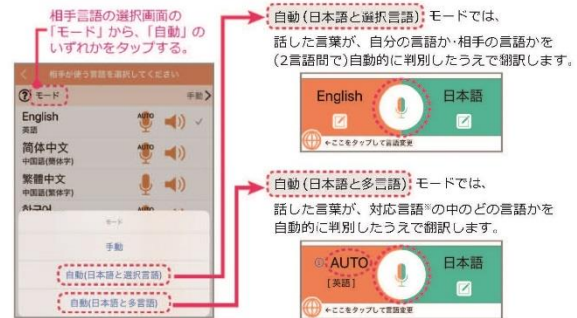 相手言語の選択画面の
「モード」から、「自動」の
いずれかをタップする。
相手が使う言語を選択してください
? モード 手動
English AUTO
英語
简体中文 AUTO
中国語(簡体字)
繁體中文
中国語(繁体字)
한국어 AUTO
モード
手動
自動(日本語と選択言語)
自動(日本語と多言語)
自動(日本語と選択言語) モードでは、
話した言葉が、自分の言語か・相手の言語かを
(2言語間で)自動的に判別したうえで翻訳します。
English 日本語
←ここをタップして言語変更
自動(日本語と多言語) モードでは、
話した言葉が、対応言語※の中のどの言語かを
自動的に判別したうえで翻訳します。
AUTO 日本語
[英語]
←ここをタップして言語変更